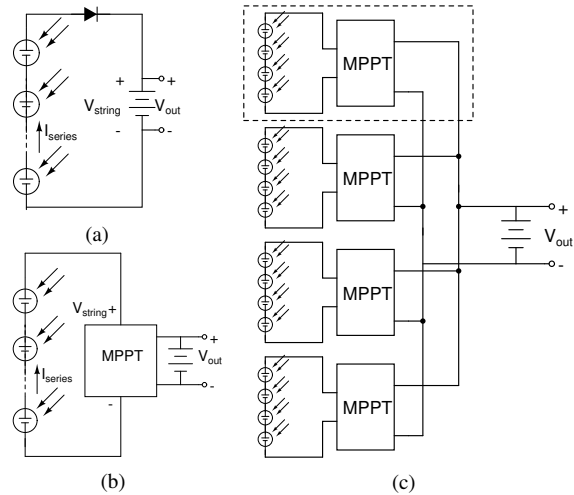 +
+
V_string
V_out
-
-
I_series
(a)
V_string +
MPPT
+
V_out
-
I_series
-
(b)
MPPT
MPPT
MPPT
MPPT
+
V_out
-
(c)